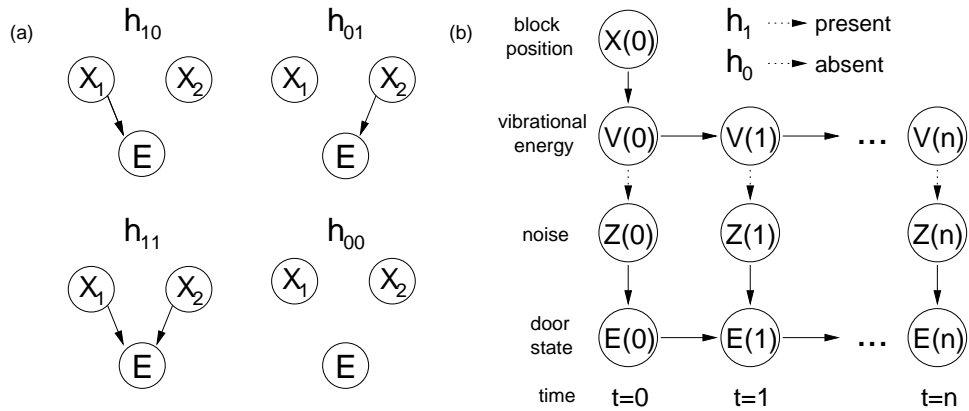 (a)
h10
h01
X1
X2
X1
X2
E
E
h11
h00
X1
X2
X1
X2
E
E
(b)
block
position
X(0)
h1
present
h0
absent
vibrational
energy
V(0)
V(1)
...
V(n)
noise
Z(0)
Z(1)
Z(n)
door
state
E(0)
E(1)
...
E(n)
time
t=0
t=1
t=n